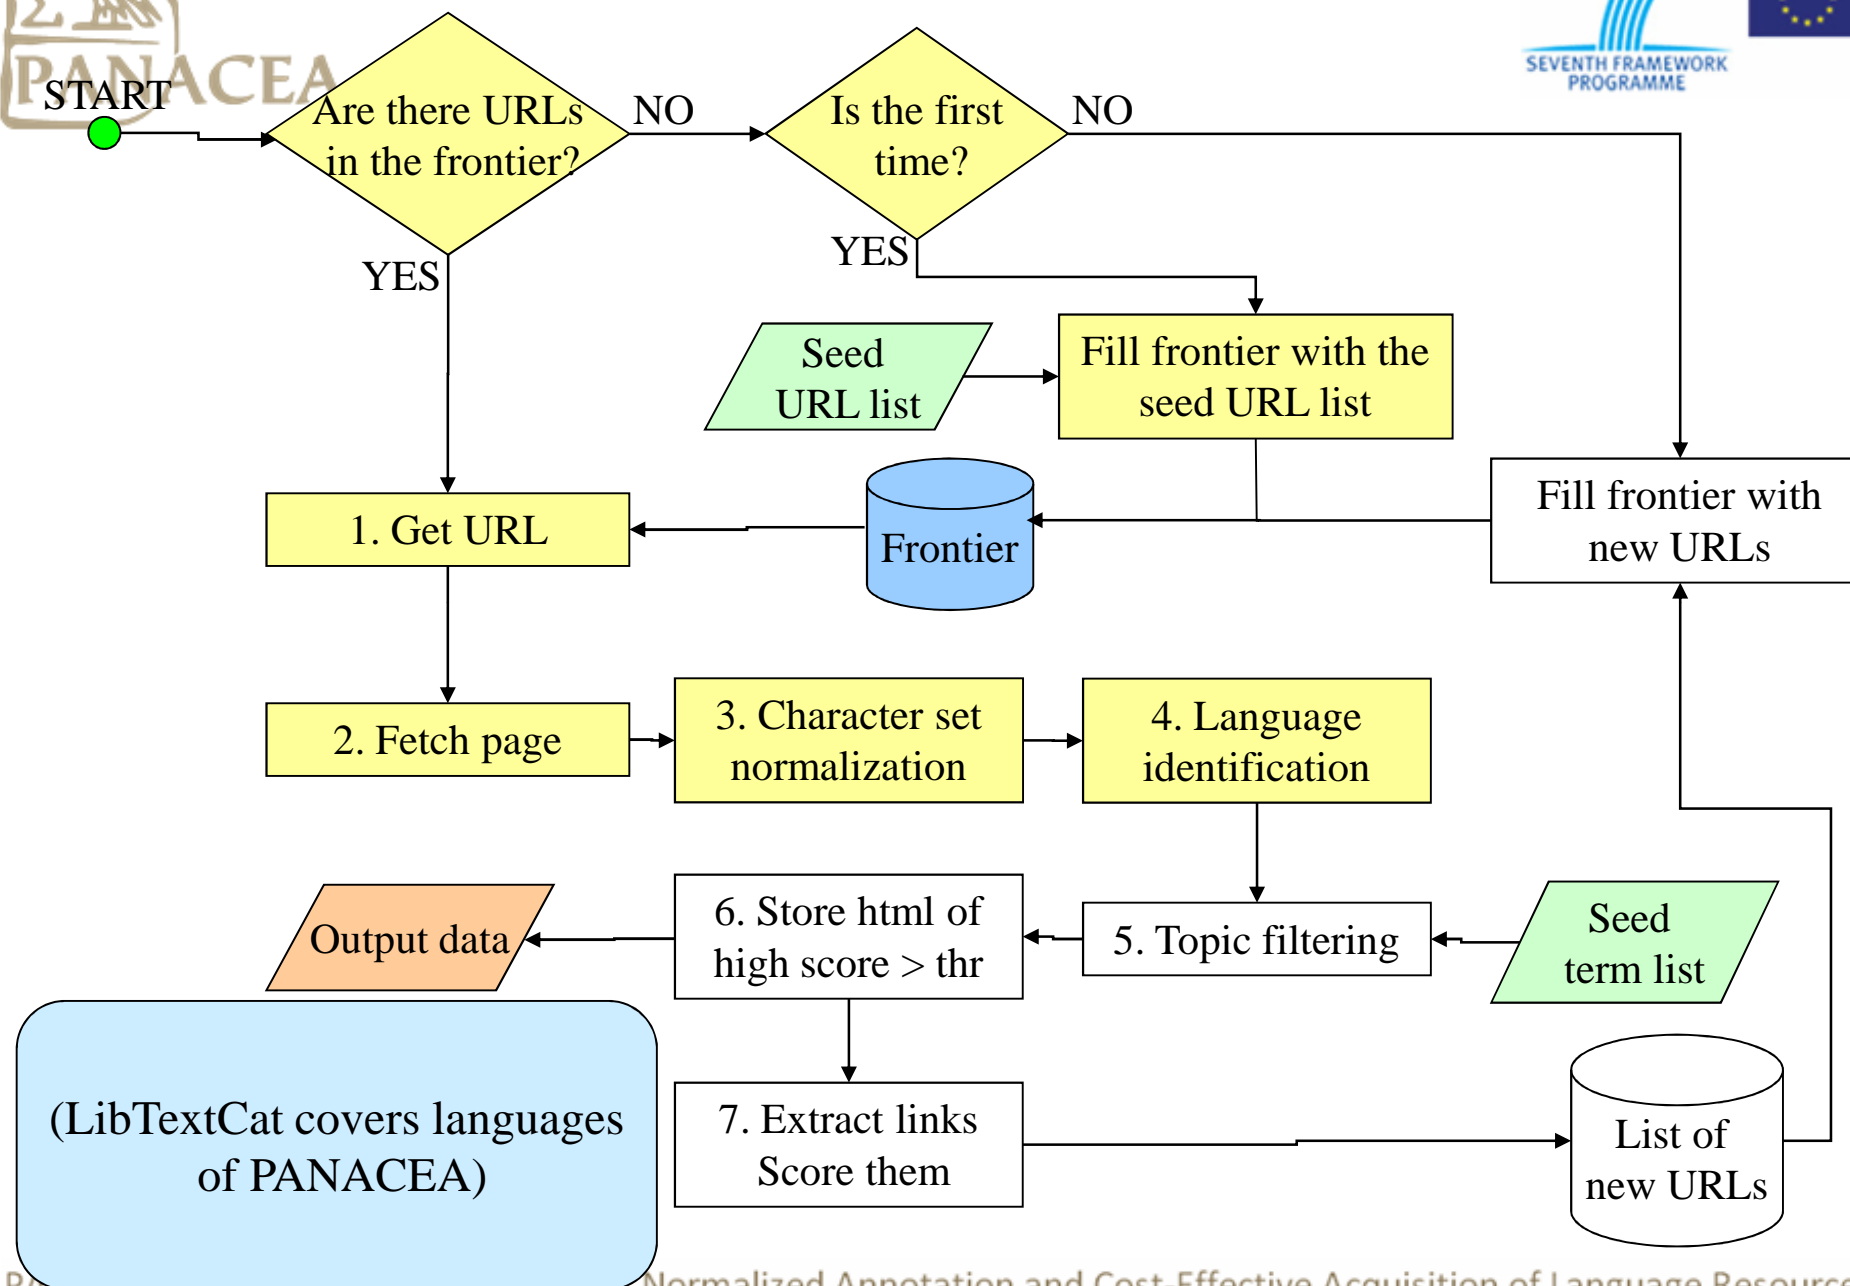 PANACEA
SEVENTH FRAMEWORK
PROGRAMME
START
Are there URLs
in the frontier?
NO
Is the first
time?
NO
YES
YES
Seed
URL list
Fill frontier with the
seed URL list
1. Get URL
Frontier
Fill frontier with
new URLs
2. Fetch page
3. Character set
normalization
4. Language
identification
Output data
6. Store html of
high score > thr
5. Topic filtering
Seed
term list
(LibTextCat covers languages
of PANACEA)
7. Extract links
Score them
List of
new URLs
Normalized Annotation and Cost-Effective Acquisition of Language Resource